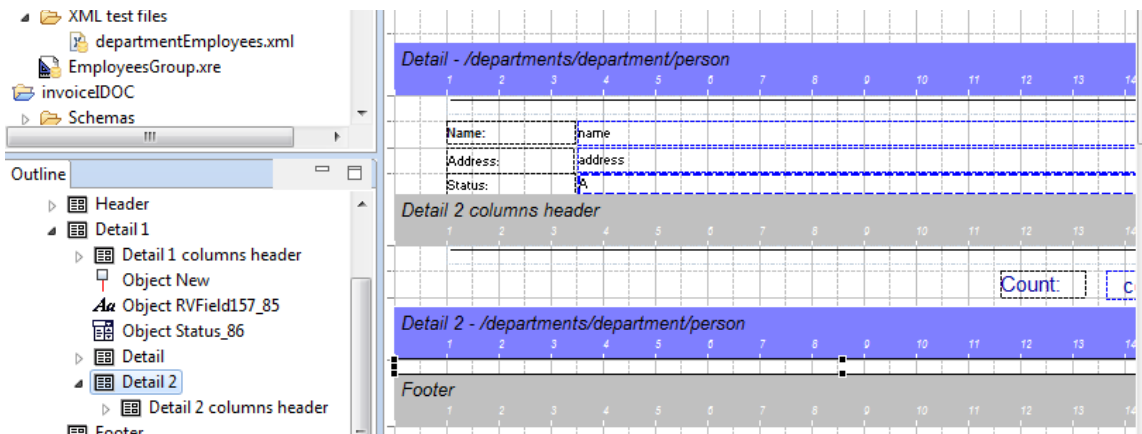 XML test files
departmentEmployees.xml
EmployeesGroup.xre
invoiceIDOC
Schemas
Outline
Header
Detail 1
Detail 1 columns header
Object New
Aa Object RVField157_85
Object Status_86
Detail
Detail 2
Detail 2 columns header
Footer
Detail - /departments/department/person
1 2 3 4 5 6 7 8 9 10 11 12 13 14
Name: name
Address: address
Status: A
Detail 2 columns header
1 2 3 4 5 6 7 8 9 10 11 12 13 14
Count: c
Detail 2 - /departments/department/person
1 2 3 4 5 6 7 8 9 10 11 12 13 14
Footer
1 2 3 4 5 6 7 8 9 10 11 12 13 14